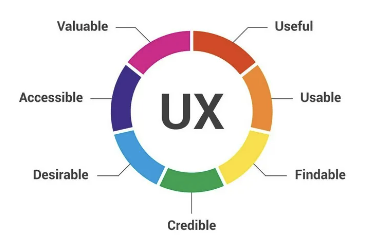 Valuable
Useful
Accessible
UX
Usable
Desirable
Findable
Credible